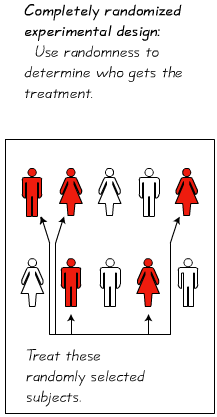 Completely randomized
experimental design:
Use randomness to
determine who gets the
treatment.
Treat these
randomly selected
subjects.